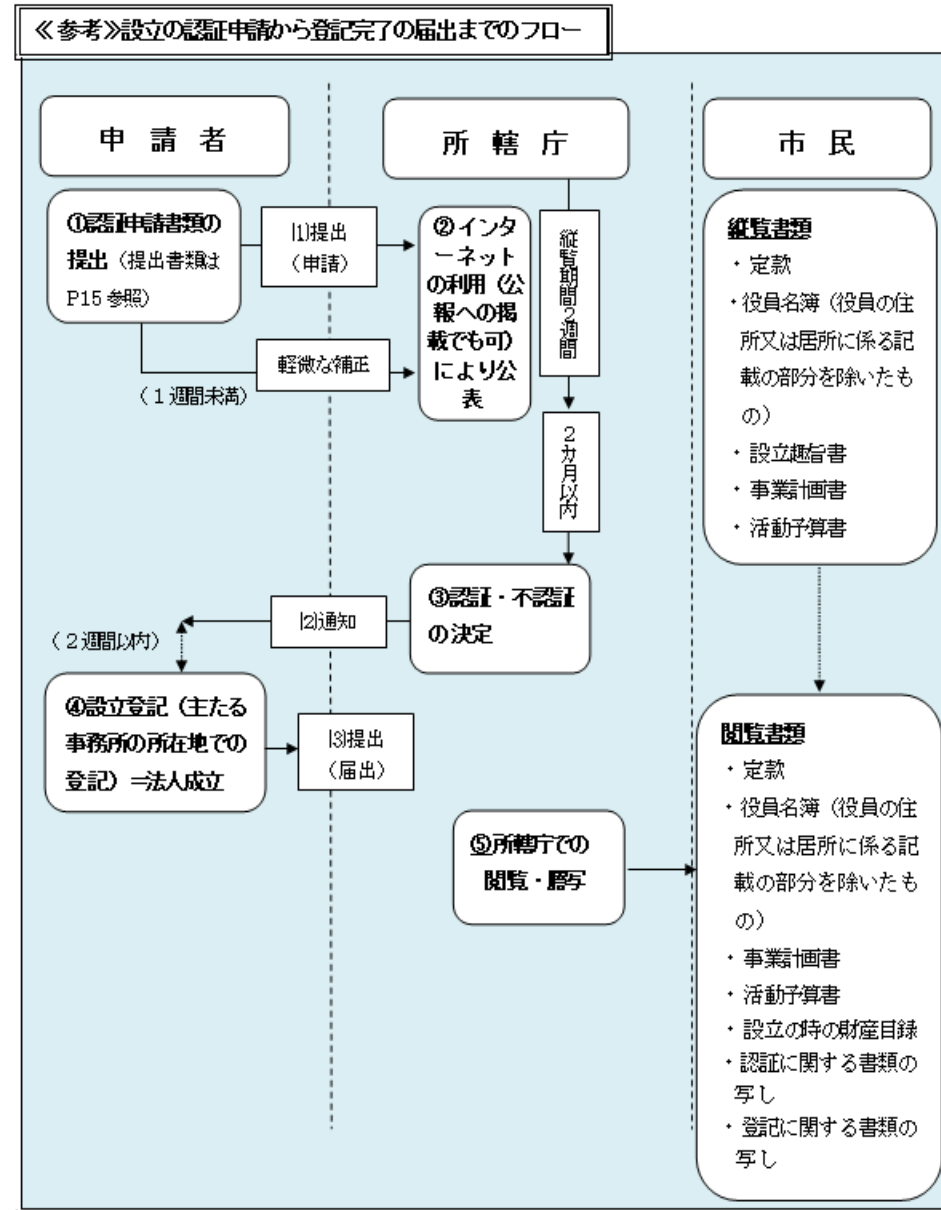 ≪参考≫設立の認証申請から登記完了の届出までのフロー
申 請 者
所 轄 庁
市 民
①認証申請書類の
提出（提出書類は
P15 参照）
|1)提出
（申請）
軽微な補正
（１週間未満）
②インタ
ーネット
の利用（公
報への掲
載でも可）
により公
表
縦覧期間２週間
２カ月以内
③認証・不認証
の決定
|2)通知
（２週間以内）
④設立登記（主たる
事務所の所在地での
登記）＝法人成立
|3)提出
（届出）
⑤所轄庁での
閲覧・謄写
縦覧書類
・定款
・役員名簿（役員の住
所又は居所に係る記
載の部分を除いたも
の）
・設立趣旨書
・事業計画書
・活動予算書
閲覧書類
・定款
・役員名簿（役員の住
所又は居所に係る記
載の部分を除いたも
の）
・事業計画書
・活動予算書
・設立の時の財産目録
・認証に関する書類の
写し
・登記に関する書類の
写し